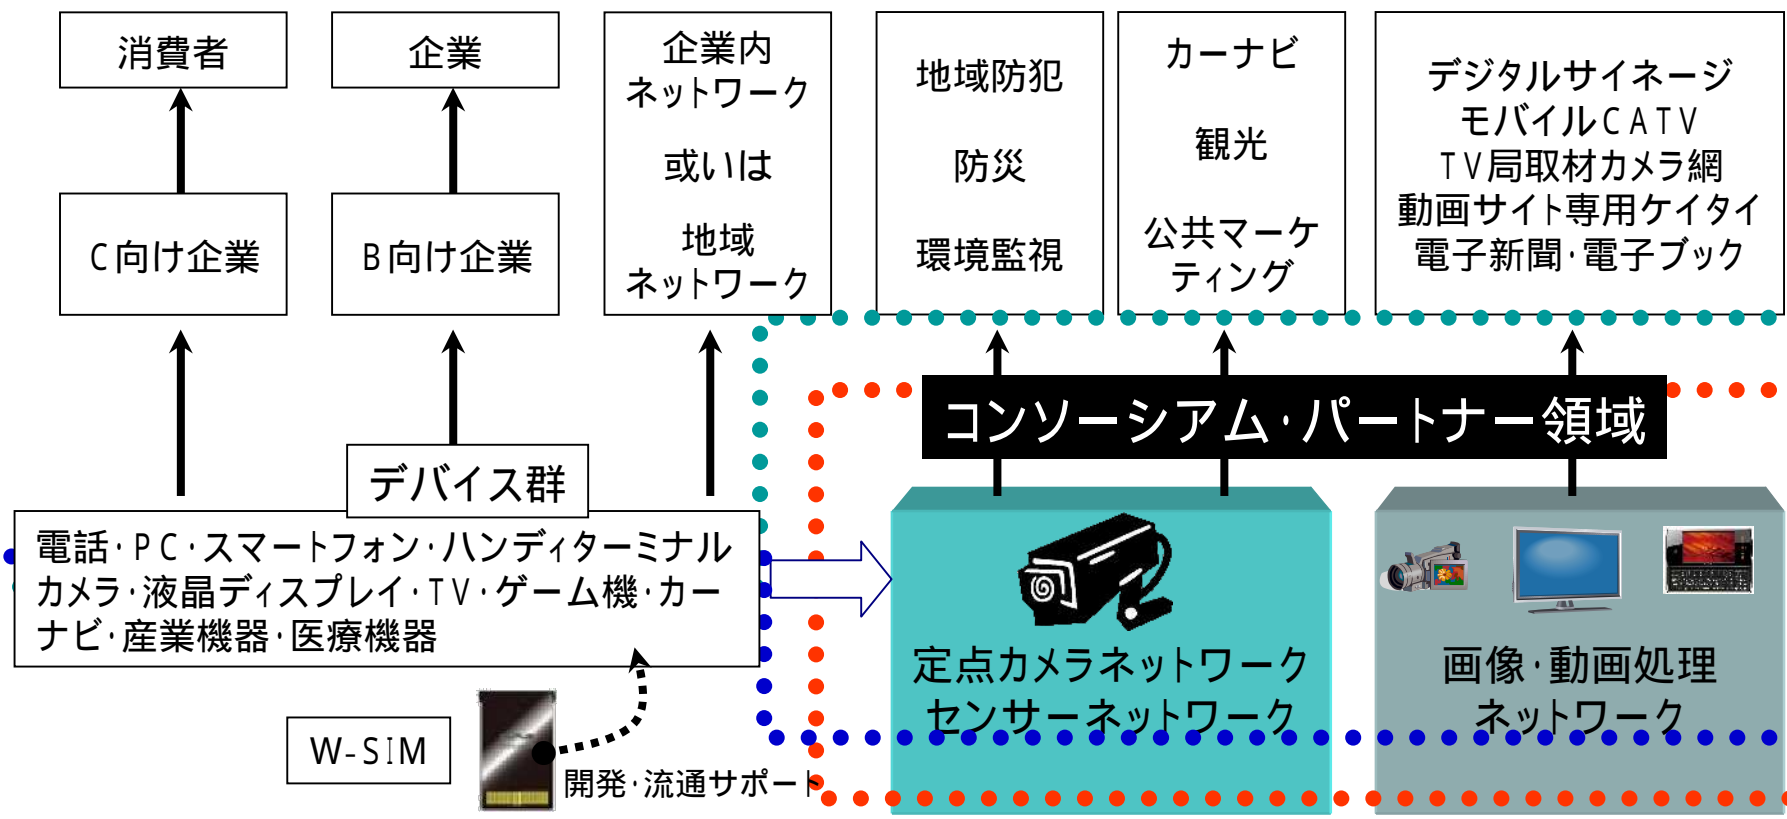 消費者
企業
企業内
ネットワーク
或いは
地域
ネットワーク
地域防犯
防災
環境監視
カーナビ
観光
公共マーケ
ティング
デジタルサイネージ
モバイルCATV
TV局取材カメラ網
動画サイト専用ケイタイ
電子新聞・電子ブック
C向け企業
B向け企業
コンソーシアム・パートナー領域
デバイス群
電話・PC・スマートフォン・ハンディターミナル
カメラ・液晶ディスプレイ・TV・ゲーム機・カー
ナビ・産業機器・医療機器
定点カメラネットワーク
センサーネットワーク
画像・動画処理
ネットワーク
W-SIM
開発・流通サポート